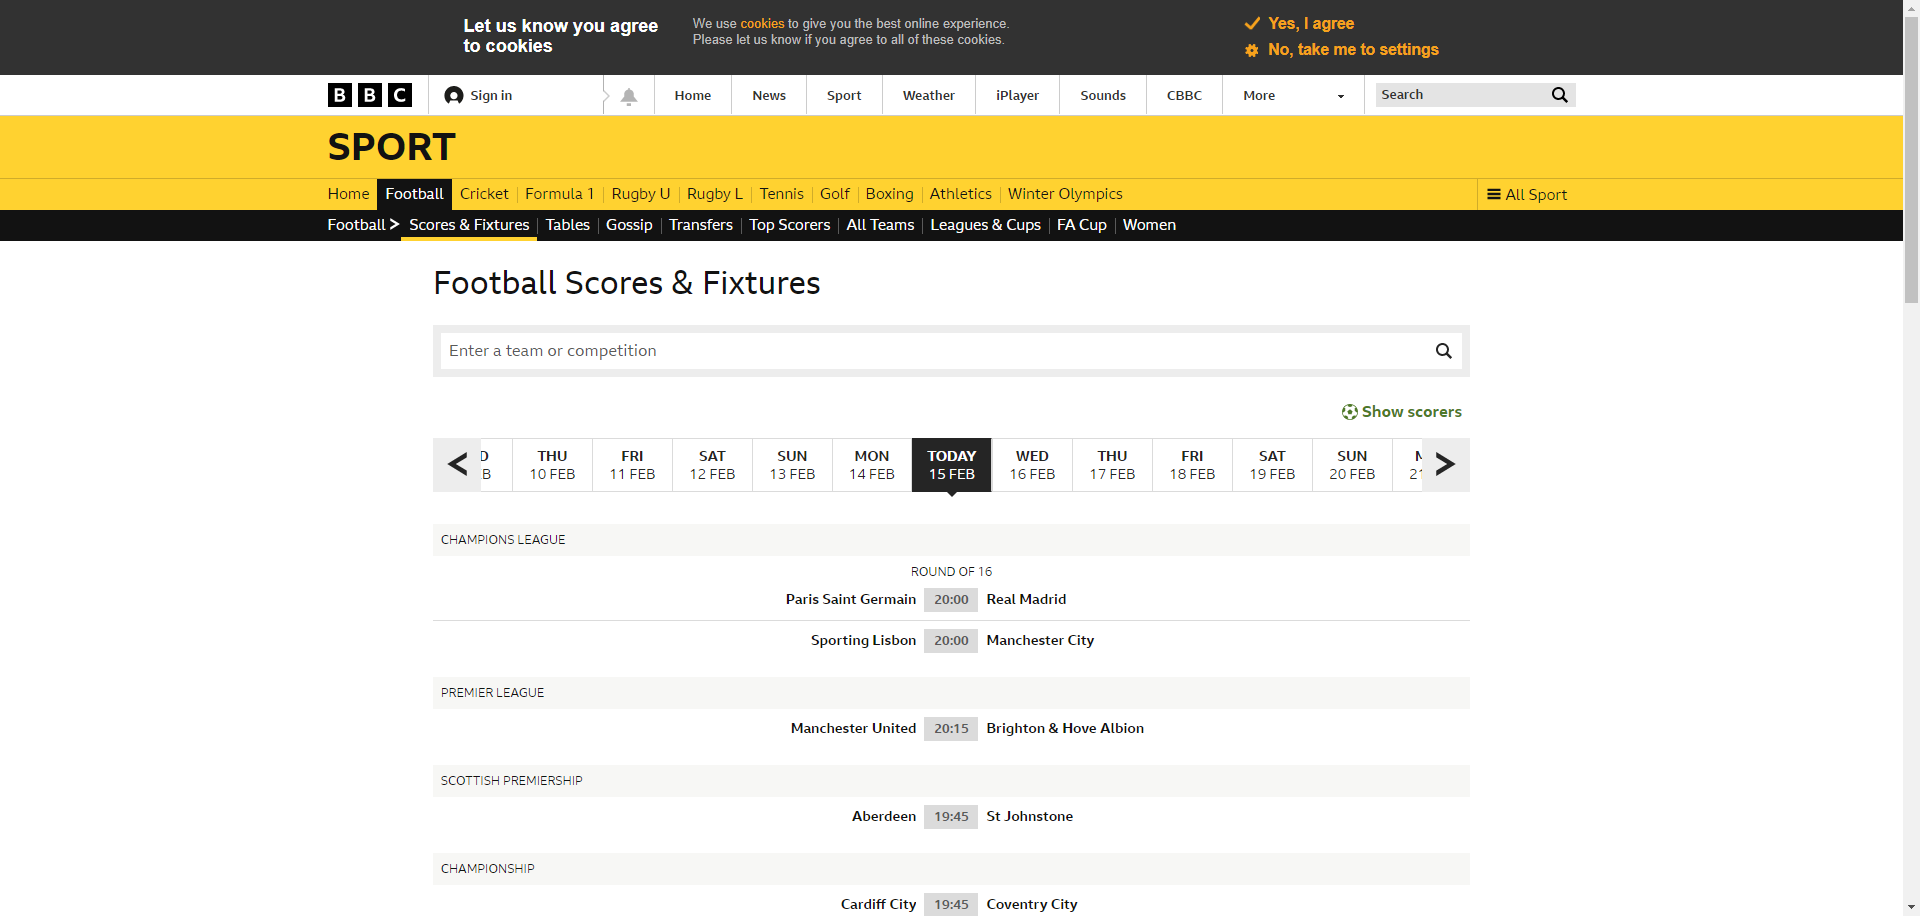 Let us know you agree
to cookies
We use cookies to give you the best online experience.
Please let us know if you agree to all of these cookies.
Yes, I agree
No, take me to settings
BBC Sign in Home News Sport Weather iPlayer Sounds CBBC More Search
SPORT
Home Football Cricket Formula 1 Rugby U Rugby L Tennis Golf Boxing Athletics Winter Olympics All Sport
Football Scores & Fixtures Tables Gossip Transfers Top Scorers All Teams Leagues & Cups FA Cup Women
Football Scores & Fixtures
Enter a team or competition
Show scorers
THU FRI SAT SUN MON TODAY WED THU FRI SAT SUN
10 FEB 11 FEB 12 FEB 13 FEB 14 FEB 15 FEB 16 FEB 17 FEB 18 FEB 19 FEB 20 FEB
CHAMPIONS LEAGUE
ROUND OF 16
Paris Saint Germain 20:00 Real Madrid
Sporting Lisbon 20:00 Manchester City
PREMIER LEAGUE
Manchester United 20:15 Brighton & Hove Albion
SCOTTISH PREMIERSHIP
Aberdeen 19:45 St Johnstone
CHAMPIONSHIP
Cardiff City 19:45 Coventry City